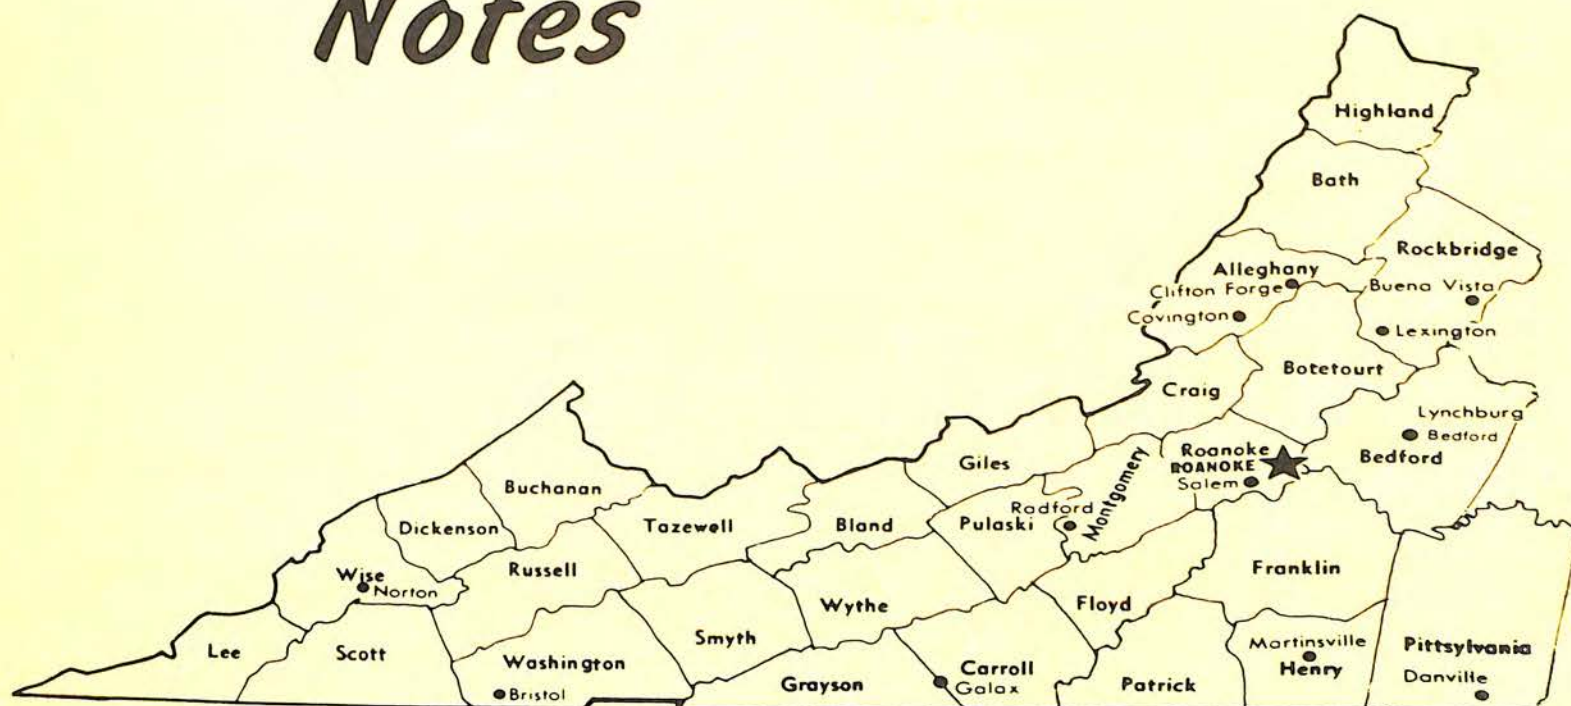 Notes
Highland
Bath
Rockbridge
Alleghany
Clifton Forge
Buena Vista
Covington
Lexington
Botetourt
Craig
Lynchburg
Bedford
Bedford
Roanoke
ROANOKE
Salem
Giles
Montgomery
Radford
Pulaski
Buchanan
Dickenson
Tazewell
Bland
Russell
Wise
Norton
Franklin
Wythe
Floyd
Smyth
Lee
Scott
Washington
Bristol
Grayson
Carroll
Galax
Patrick
Martinsville
Henry
Pittsylvania
Danville